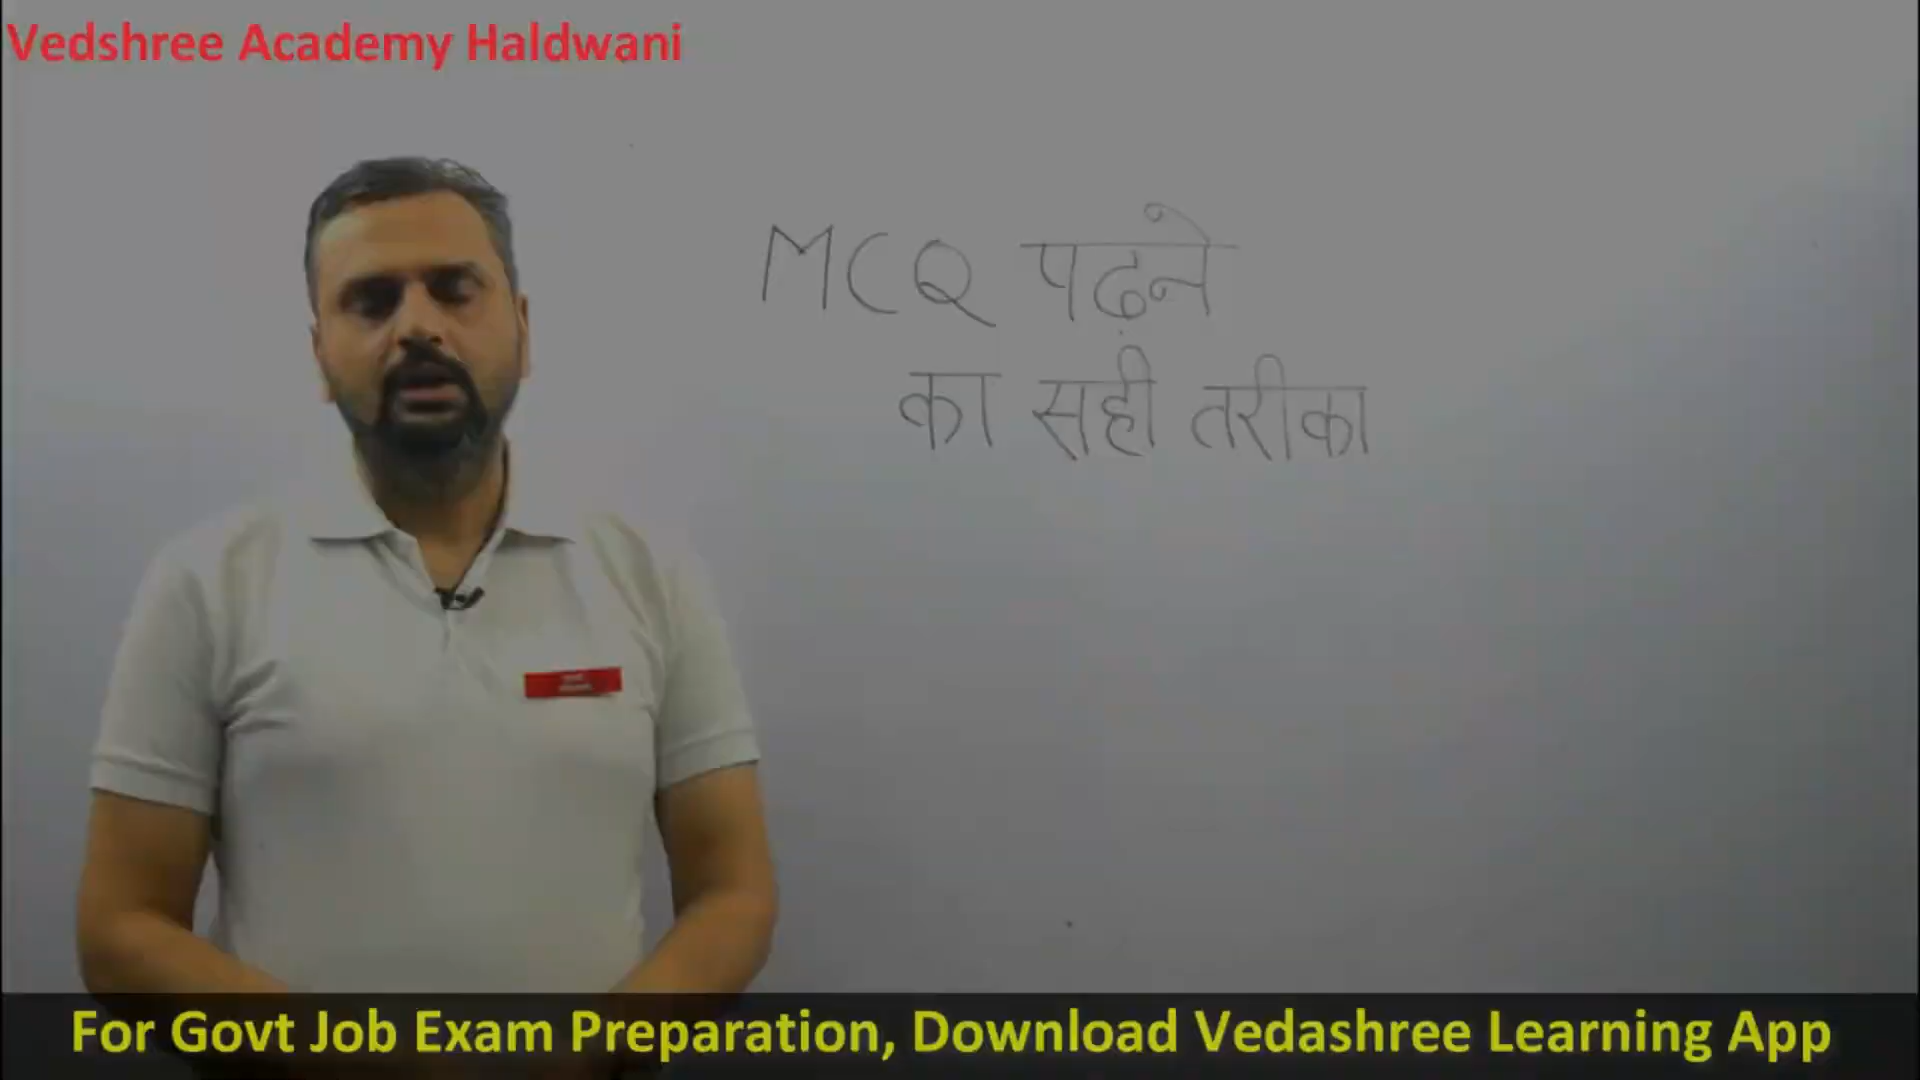 Vedshree Academy Haldwani
MCQ पढ़ने
का सही तरीका
For Govt Job Exam Preparation, Download Vedashree Learning App